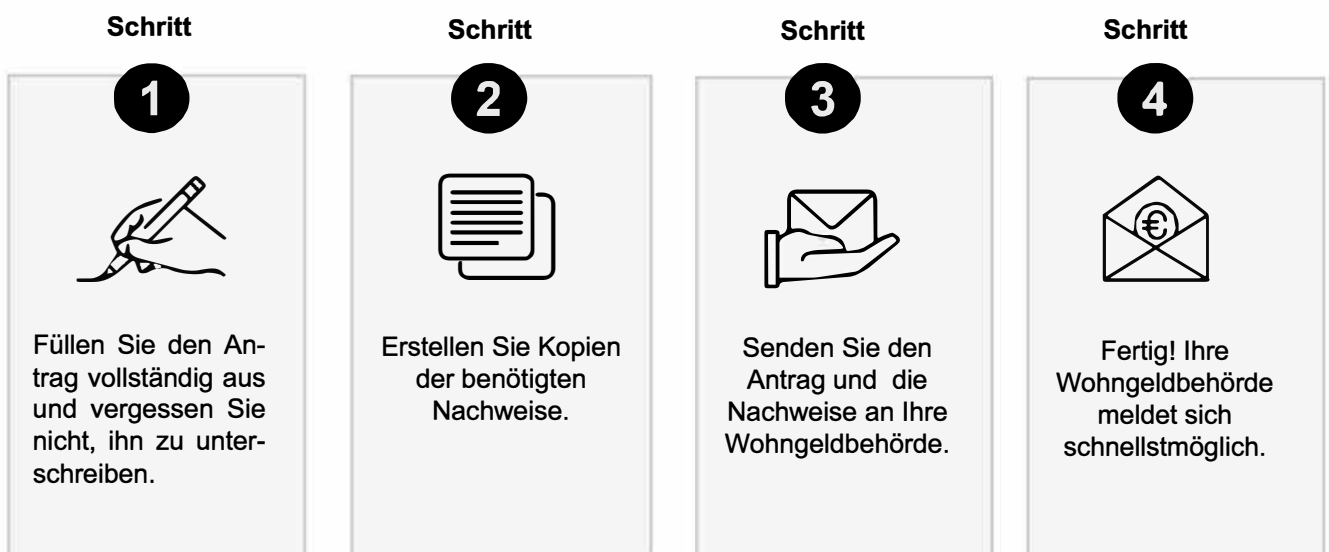 Schritt
1
Füllen Sie den An-
trag vollständig aus
und vergessen Sie
nicht, ihn zu unter-
schreiben.
Schritt
2
Erstellen Sie Kopien
der benötigten
Nachweise.
Schritt
3
Senden Sie den
Antrag und  die
Nachweise an Ihre
Wohngeldbehörde.
Schritt
4
€
Fertig! Ihre
Wohngeldbehörde
meldet sich
schnellstmöglich.